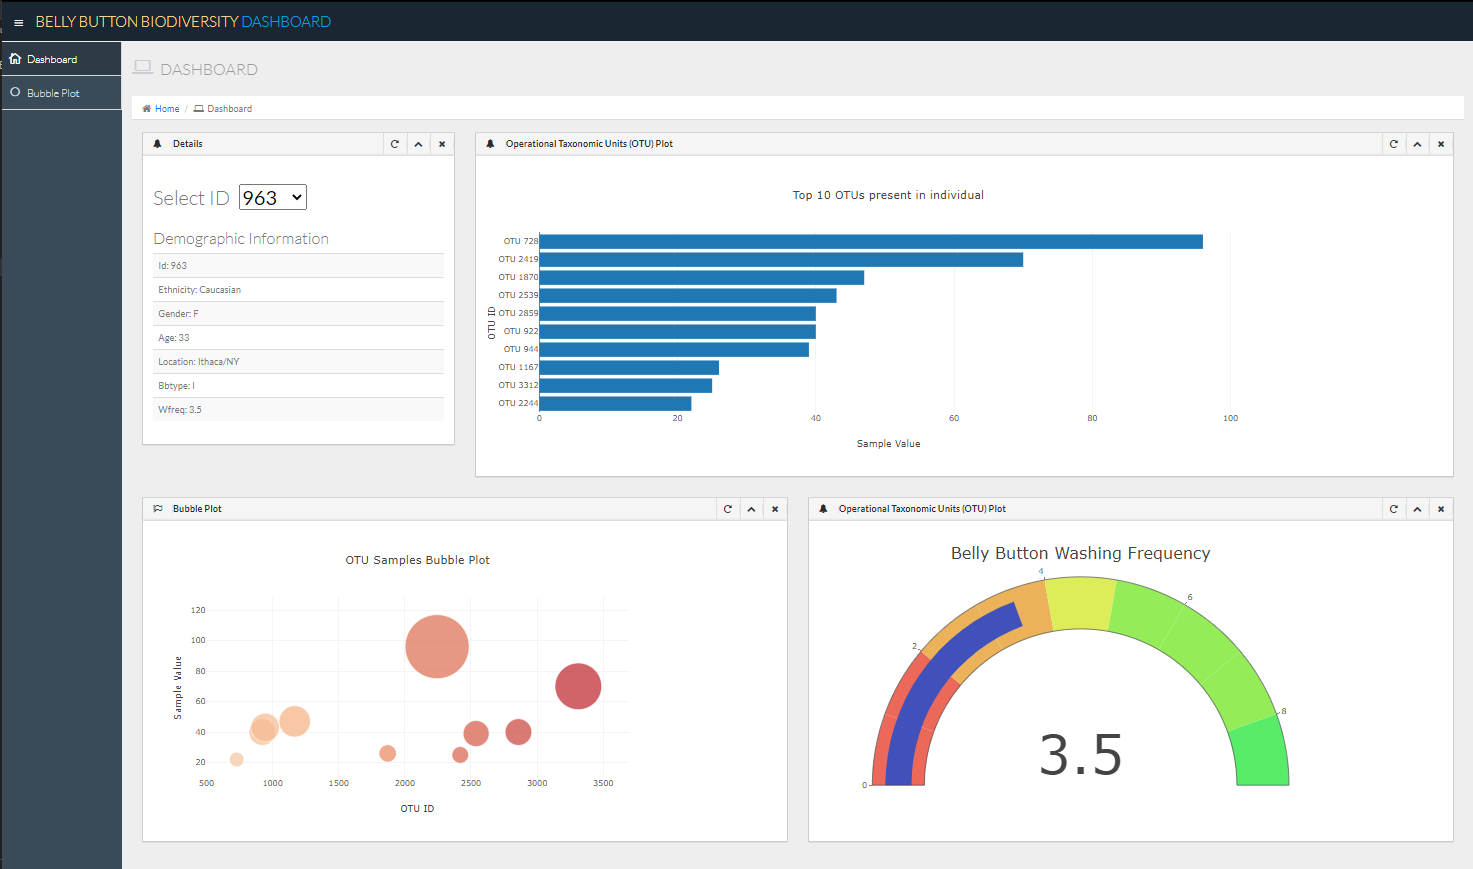 BELLY BUTTON BIODIVERSITY DASHBOARD
Dashboard
Bubble Plot
DASHBOARD
Home / Dashboard
Details
Select ID 963
Demographic Information
Id: 963
Ethnicity: Caucasian
Gender: F
Age: 33
Location: Ithaca/NY
Bbtype: I
Wfreq: 3.5
Operational Taxonomic Units (OTU) Plot
Top 10 OTUs present in individual
OTU ID
OTU 728
OTU 2419
OTU 1870
OTU 2539
OTU 2859
OTU 922
OTU 944
OTU 1167
OTU 3312
OTU 2244
0 20 40 60 80 100
Sample Value
Bubble Plot
OTU Samples Bubble Plot
Sample Value
120
100
80
60
40
20
500 1000 1500 2000 2500 3000 3500
OTU ID
Operational Taxonomic Units (OTU) Plot
Belly Button Washing Frequency
0
2
4
6
8
3.5